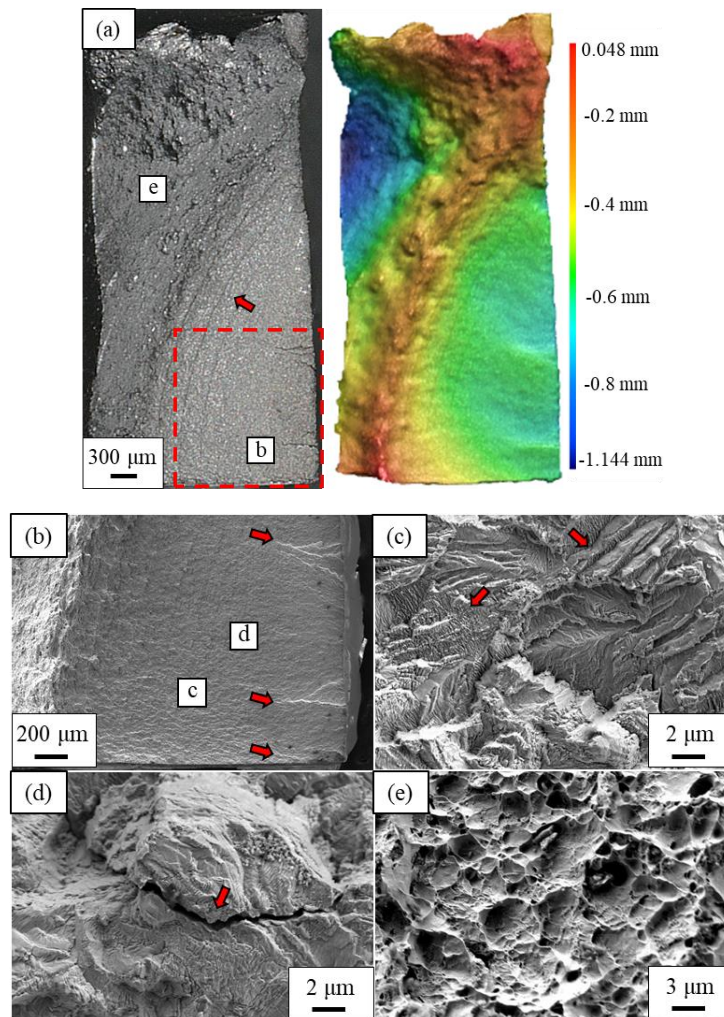 (a)
e
b
300 μm
0.048 mm
-0.2 mm
-0.4 mm
-0.6 mm
-0.8 mm
-1.144 mm
(b)
d
c
200 μm
(c)
2 μm
(d)
2 μm
(e)
3 μm